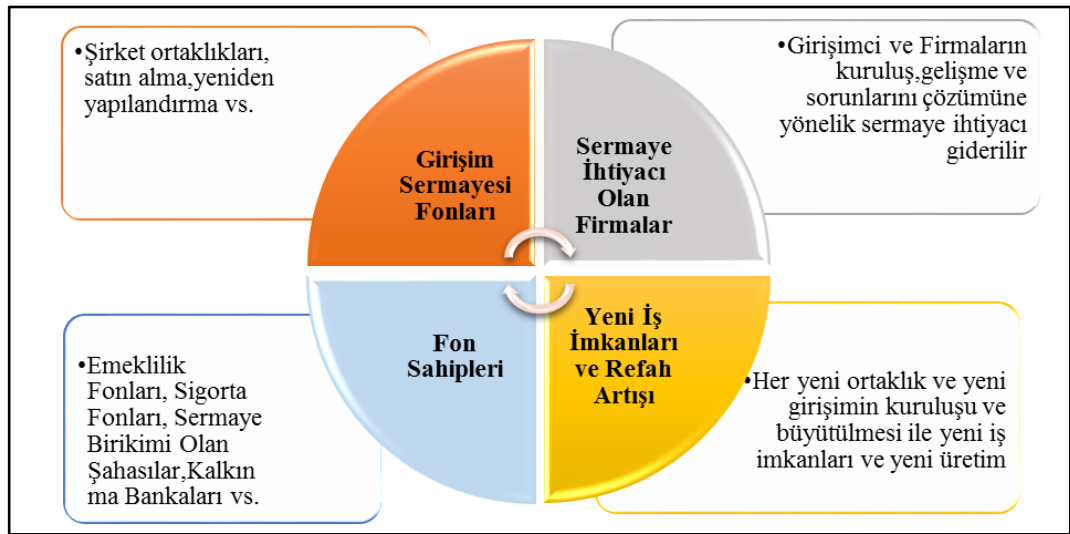 •Şirket ortaklıkları,
satın alma,yeniden
yapılandırma vs.
Girişim
Sermayesi
Fonları
Sermaye
İhtiyacı
Olan
Firmalar
•Girişimci ve Firmaların
kuruluş,gelişme ve
sorunlarını çözümüne
yönelik sermaye ihtiyacı
giderilir
•Emeklilik
Fonları, Sigorta
Fonları, Sermaye
Birikimi Olan
Şahasılar,Kalkın
ma Bankaları vs.
Fon
Sahipleri
Yeni İş
İmkanları
ve Refah
Artışı
•Her yeni ortaklık ve yeni
girişimin kuruluşu ve
büyütülmesi ile yeni iş
imkanları ve yeni üretim